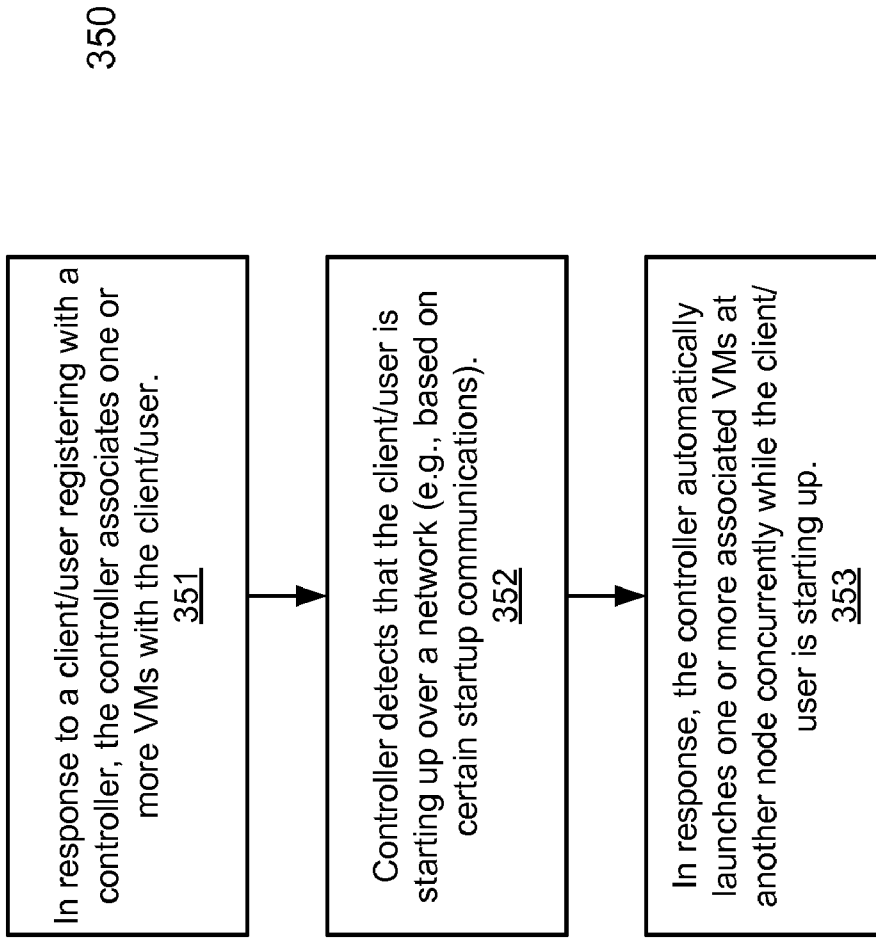 350
In response to a client/user registering with a
controller, the controller associates one or
more VMs with the client/user.
351
Controller detects that the client/user is
starting up over a network (e.g., based on
certain startup communications).
352
In response, the controller automatically
launches one or more associated VMs at
another node concurrently while the client/
user is starting up.
353